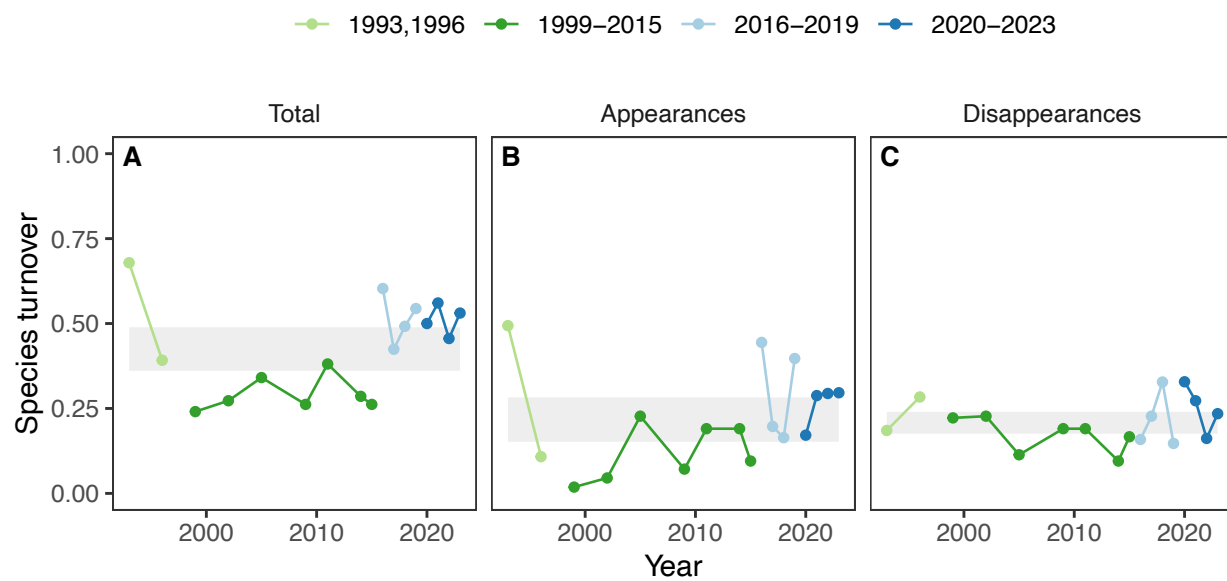 1993,1996 1999−2015 2016−2019 2020−2023
Total Appearances Disappearances
A B C
1.00
0.75
0.50
0.25
0.00
Species turnover
2000 2010 2020 2000 2010 2020 2000 2010 2020
Year